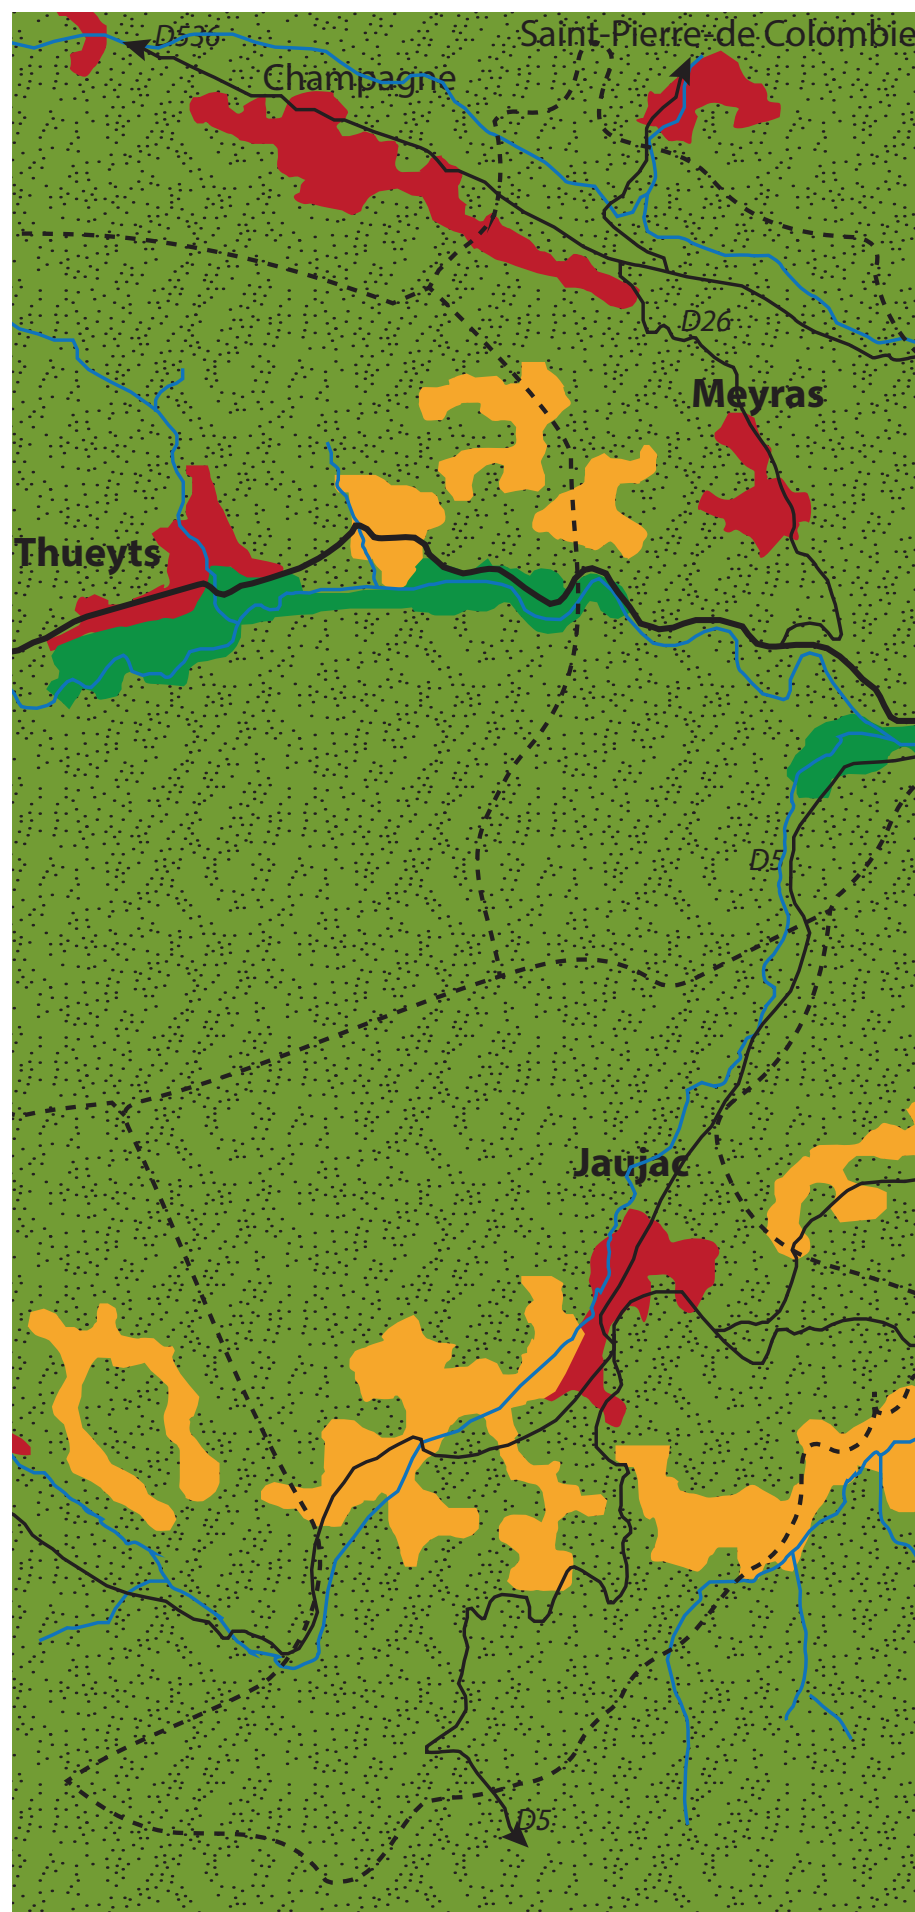 D536
Saint-Pierre-de Colombie
Champagne
D26
Meyras
Thueyts
D5
Jaujac
D5